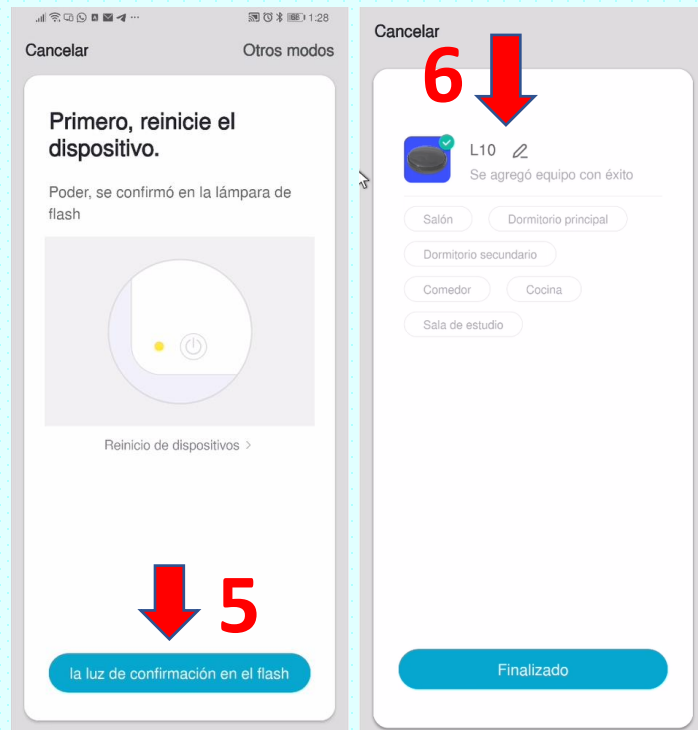 1:28
Cancelar
Otros modos
Primero, reinicie el
dispositivo.
Poder, se confirmó en la lámpara de
flash
Reinicio de dispositivos >
5
la luz de confirmación en el flash
Cancelar
6
L10
Se agregó equipo con éxito
Salón
Dormitorio principal
Dormitorio secundario
Comedor
Cocina
Sala de estudio
Finalizado